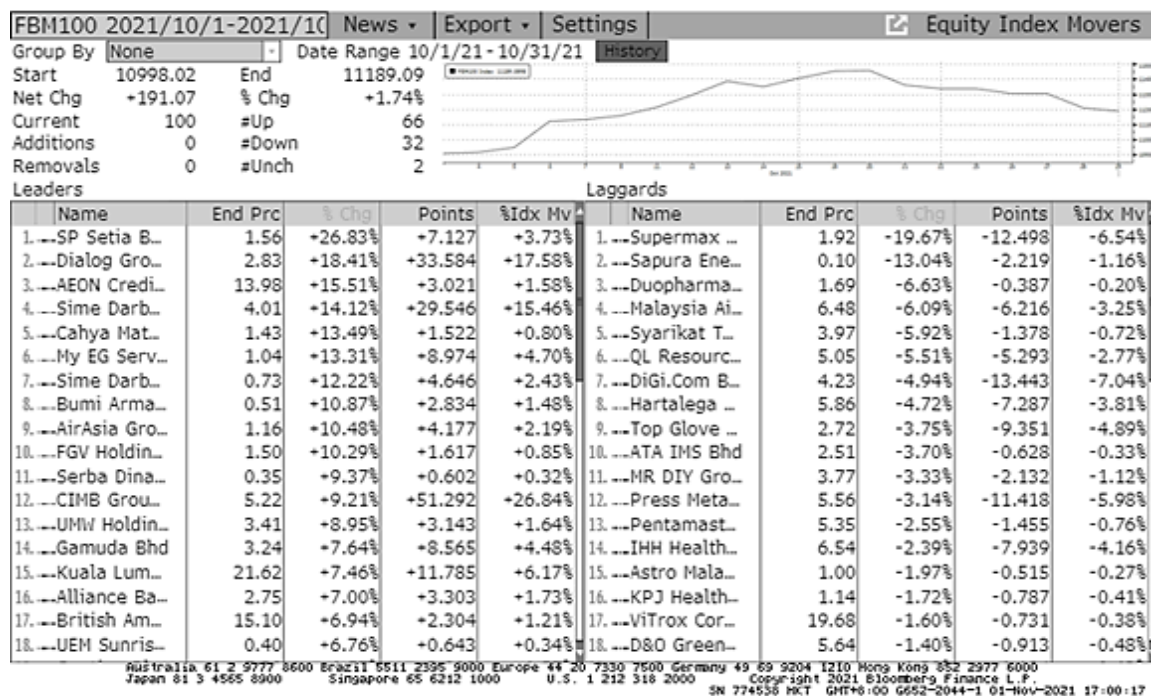 FBM100 2021/10/1-2021/10 News Export Settings Equity Index Movers
Group By None Date Range 10/1/21 - 10/31/21 History
Start 10998.02 End 11189.09
Net Chg +191.07 % Chg +1.74%
Current 100 #Up 66
Additions 0 #Down 32
Removals 0 #Unch 2
Leaders Laggards
Name End Prc % Chg Points %Idx Mv Name End Prc % Chg Points %Idx Mv
1. SP Setia B… 1.56 +26.83% +7.127 +3.73% 1. Supermax … 1.92 -19.67% -12.498 -6.54%
2. Dialog Gro… 2.83 +18.41% +33.584 +17.58% 2. Sapura Ene… 0.10 -13.04% -2.219 -1.16%
3. AEON Credi… 13.98 +15.51% +3.021 +1.58% 3. Duopharma… 1.69 -6.63% -0.387 -0.20%
4. Sime Darb… 4.01 +14.12% +29.546 +15.46% 4. Malaysia Ai… 6.48 -6.09% -6.216 -3.25%
5. Cahya Mat… 1.43 +13.49% +1.522 +0.80% 5. Syarikat T… 3.97 -5.92% -1.378 -0.72%
6. My EG Serv… 1.04 +13.31% +8.974 +4.70% 6. QL Resourc… 5.05 -5.51% -5.293 -2.77%
7. Sime Darb… 0.73 +12.22% +4.646 +2.43% 7. DiGi.Com B… 4.23 -4.94% -13.443 -7.04%
8. Bumi Arma… 0.51 +10.87% +2.834 +1.48% 8. Hartalega … 5.86 -4.72% -7.287 -3.81%
9. AirAsia Gro… 1.16 +10.48% +4.177 +2.19% 9. Top Glove … 2.72 -3.75% -9.351 -4.89%
10. FGV Holdin… 1.50 +10.29% +1.617 +0.85% 10. ATA IMS Bhd 2.51 -3.70% -0.628 -0.33%
11. Serba Dina… 0.35 +9.37% +0.602 +0.32% 11. MR DIY Gro… 3.77 -3.33% -2.132 -1.12%
12. CIMB Grou… 5.22 +9.21% +51.292 +26.84% 12. Press Meta… 5.56 -3.14% -11.418 -5.98%
13. UMW Holdin… 3.41 +8.95% +3.143 +1.64% 13. Pentamast… 5.35 -2.55% -1.455 -0.76%
14. Gamuda Bhd 3.24 +7.64% +8.565 +4.48% 14. IHH Health… 6.54 -2.39% -7.939 -4.16%
15. Kuala Lum… 21.62 +7.46% +11.785 +6.17% 15. Astro Mala… 1.00 -1.97% -0.515 -0.27%
16. Alliance Ba… 2.75 +7.00% +3.303 +1.73% 16. KPJ Health… 1.14 -1.72% -0.787 -0.41%
17. British Am… 15.10 +6.94% +2.304 +1.21% 17. ViTrox Cor… 19.68 -1.60% -0.731 -0.38%
18. UEM Sunris… 0.40 +6.76% +0.643 +0.34% 18. D&O Green… 5.64 -1.40% -0.913 -0.48%
Australia 61 2 9777 8600 Brazil 5511 2395 9000 Europe 44 20 7330 7500 Germany 49 69 9204 1210 Hong Kong 852 2977 6000
Japan 81 3 4565 8900 Singapore 65 6212 1000 U.S. 1 212 318 2000 Copyright 2021 Bloomberg Finance L.P.
SN 774538 HKT GMT+8:00 G652-2044-1 01-Nov-2021 17:00:17